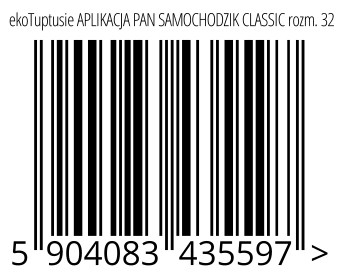 ekoTuptusie APLIKACJA PAN SAMOCHODZIK CLASSIC rozm. 32
5 904083 435597 >